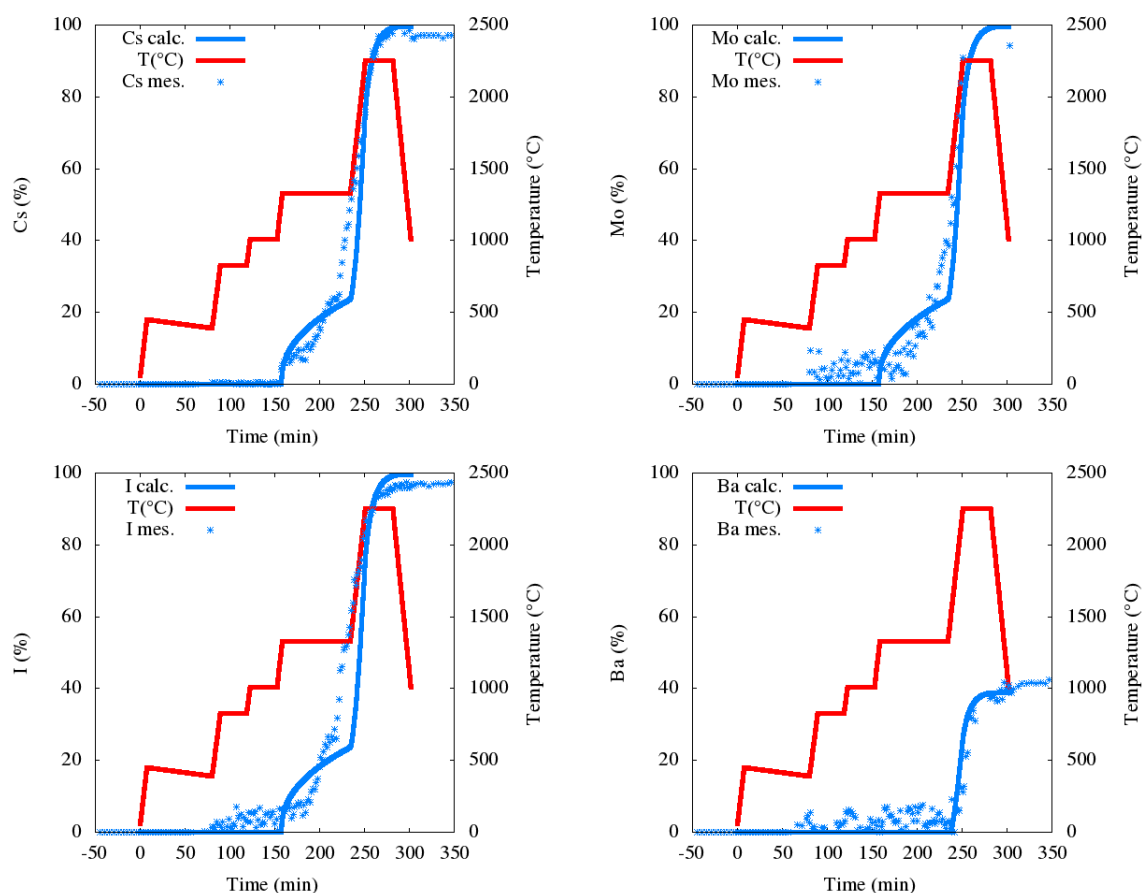 100 Cs calc. 2500
T(°C)
80 Cs mes. 2000
60 1500
Cs (%) Temperature (°C)
40 1000
20 500
0 0
-50 0 50 100 150 200 250 300 350
Time (min)
100 Mo calc. 2500
T(°C)
80 Mo mes. 2000
60 1500
Mo (%) Temperature (°C)
40 1000
20 500
0 0
-50 0 50 100 150 200 250 300 350
Time (min)
100 I calc. 2500
T(°C)
80 I mes. 2000
60 1500
I (%) Temperature (°C)
40 1000
20 500
0 0
-50 0 50 100 150 200 250 300 350
Time (min)
100 Ba calc. 2500
T(°C)
80 Ba mes. 2000
60 1500
Ba (%) Temperature (°C)
40 1000
20 500
0 0
-50 0 50 100 150 200 250 300 350
Time (min)